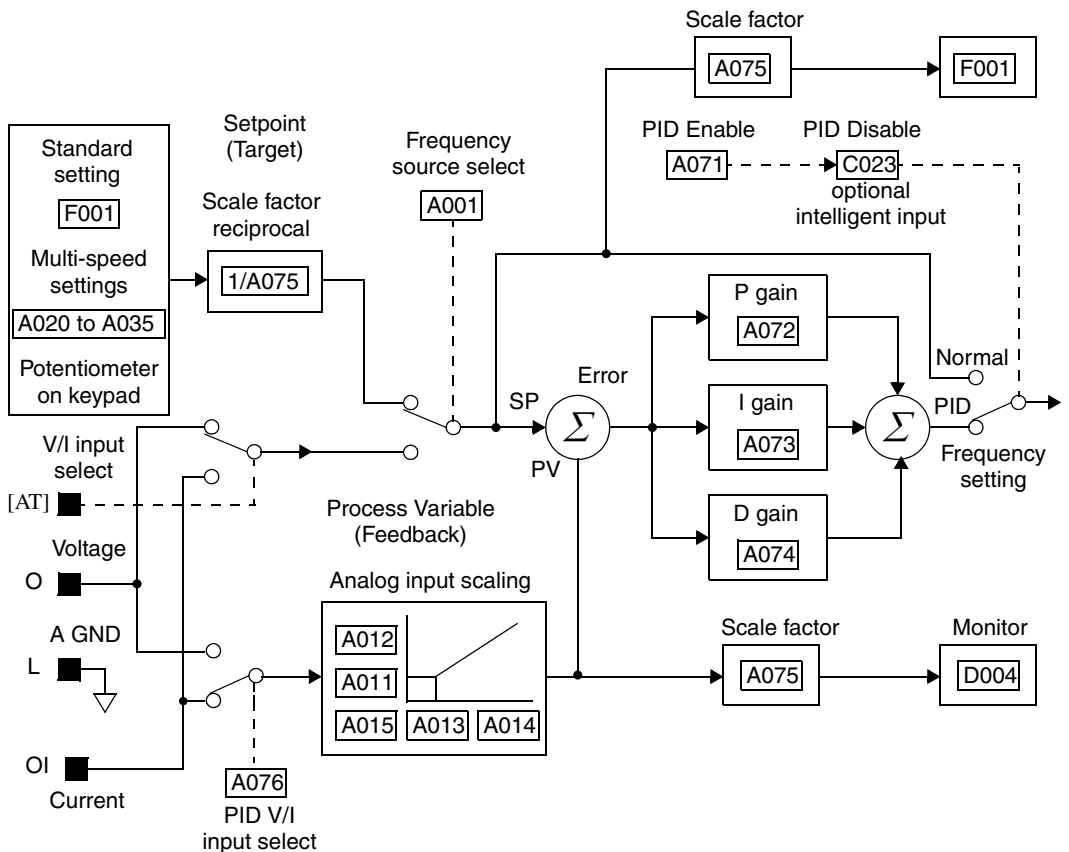 Scale factor
A075
F001
PID Enable
PID Disable
A071
C023
optional
intelligent input
Standard
setting
F001
Multi-speed
settings
A020 to A035
Potentiometer
on keypad
Setpoint
(Target)
Scale factor
reciprocal
1/A075
Frequency
source select
A001
P gain
A072
Normal
Error
SP
Σ
PV
I gain
A073
Σ
PID
Frequency
setting
D gain
A074
V/I input
select
[AT]
Voltage
O
A GND
L
OI
Current
Process Variable
(Feedback)
Analog input scaling
A012
A011
A015
A013
A014
A076
PID V/I
input select
Scale factor
A075
Monitor
D004